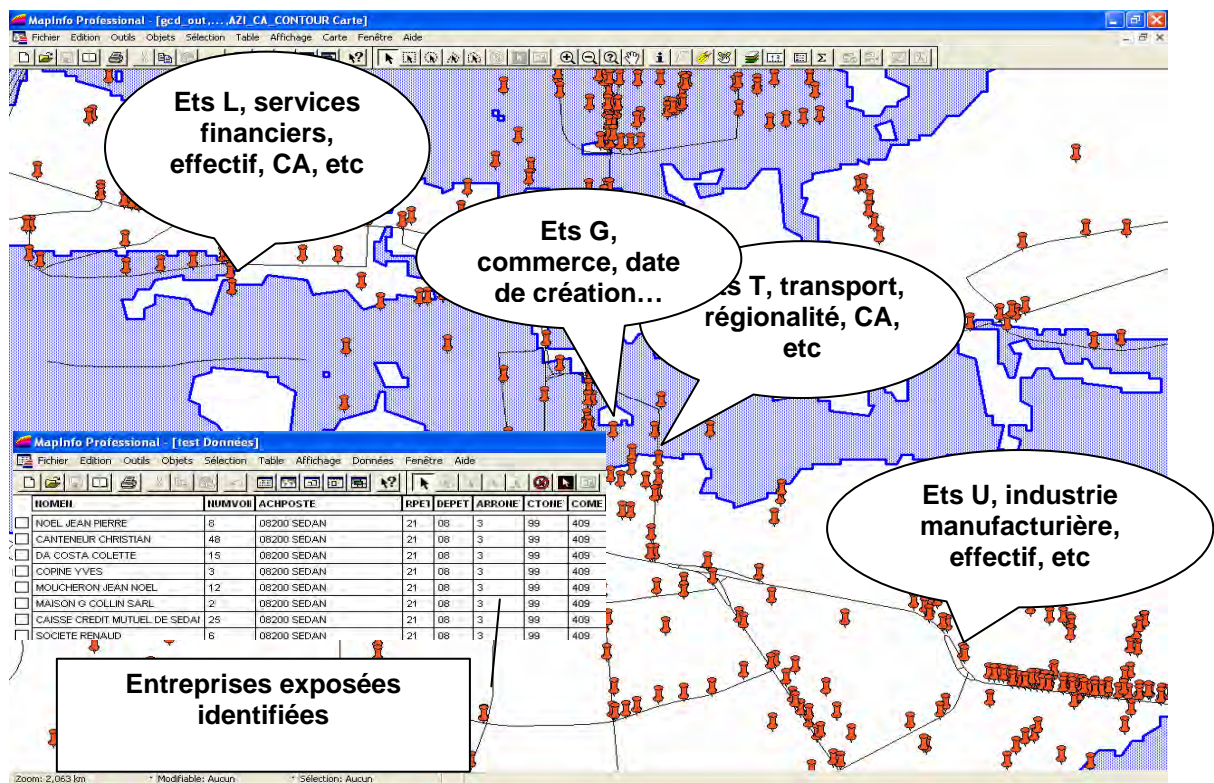 MapInfo Professional - [gcd_out,...,AZI_CA_CONTOUR Carte]
Fichier Edition Outils Objets Sélection Table Affichage Carte Fenêtre Aide
Ets L, services
financiers,
effectif, CA, etc
Ets G,
commerce, date
de création…
ts T, transport,
régionalité, CA,
etc
MapInfo Professional - [test Données]
Fichier Edition Outils Objets Sélection Table Affichage Données Fenêtre Aide
NOMEN NUMVOII ACHPOSTE RPET DEPET ARRONE CTONE COME
NOEL JEAN PIERRE 8 08200 SEDAN 21 08 3 99 409
CANTENEUR CHRISTIAN 48 08200 SEDAN 21 08 3 99 409
DA COSTA COLETTE 15 08200 SEDAN 21 08 3 99 409
COPINE YVES 3 08200 SEDAN 21 08 3 99 409
MOUCHERON JEAN NOEL 12 08200 SEDAN 21 08 3 99 409
MAISON G COLLIN SARL 2 08200 SEDAN 21 08 3 99 409
CAISSE CREDIT MUTUEL DE SEDAI 25 08200 SEDAN 21 08 3 99 409
SOCIETE RENAUD 6 08200 SEDAN 21 08 3 99 409
Ets U, industrie
manufacturière,
effectif, etc
Entreprises exposées
identifiées
Zoom: 2,063 km Modifiable: Aucun Sélection: Aucun